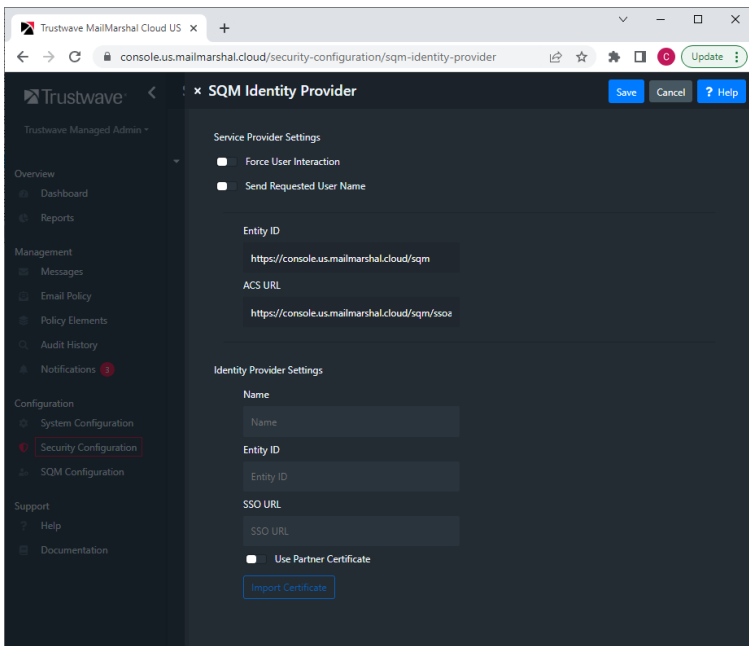 Trustwave MailMarshal Cloud US
console.us.mailmarshal.cloud/security-configuration/sqm-identity-provider
C
Update
Trustwave
SQM Identity Provider
Save
Cancel
? Help
Trustwave Managed Admin
Service Provider Settings
Force User Interaction
Send Requested User Name
Overview
Dashboard
Reports
Management
Messages
Email Policy
Policy Elements
Audit History
Notifications 3
Configuration
System Configuration
Security Configuration
SQM Configuration
Support
? Help
Documentation
Entity ID
https://console.us.mailmarshal.cloud/sqm
ACS URL
https://console.us.mailmarshal.cloud/sqm/ssoa
Identity Provider Settings
Name
Name
Entity ID
Entity ID
SSO URL
SSO URL
Use Partner Certificate
Import Certificate